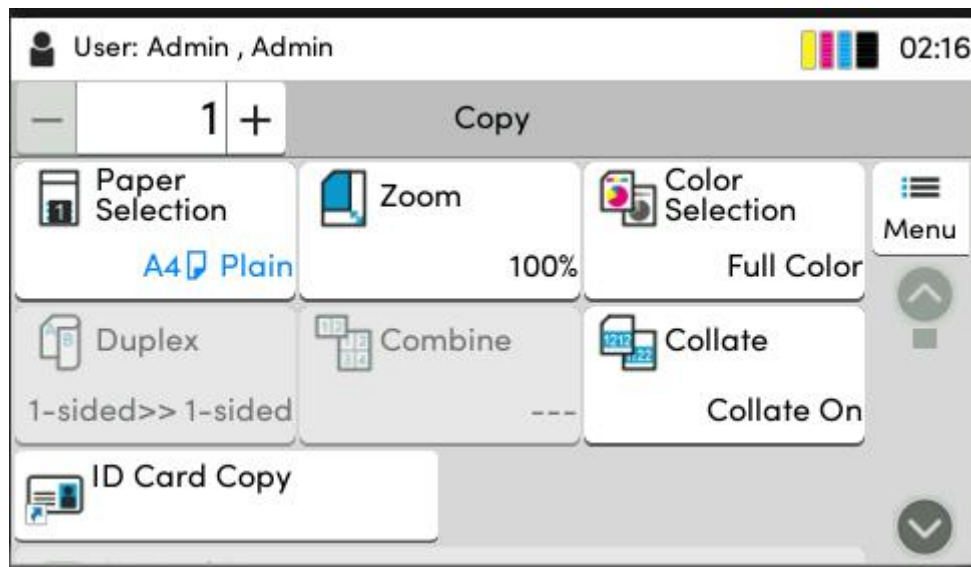 User: Admin , Admin
02:16
1
Copy
Paper
Selection
A4 Plain
Zoom
100%
Color
Selection
Full Color
Menu
Duplex
1-sided>> 1-sided
Combine
---
Collate
Collate On
ID Card Copy